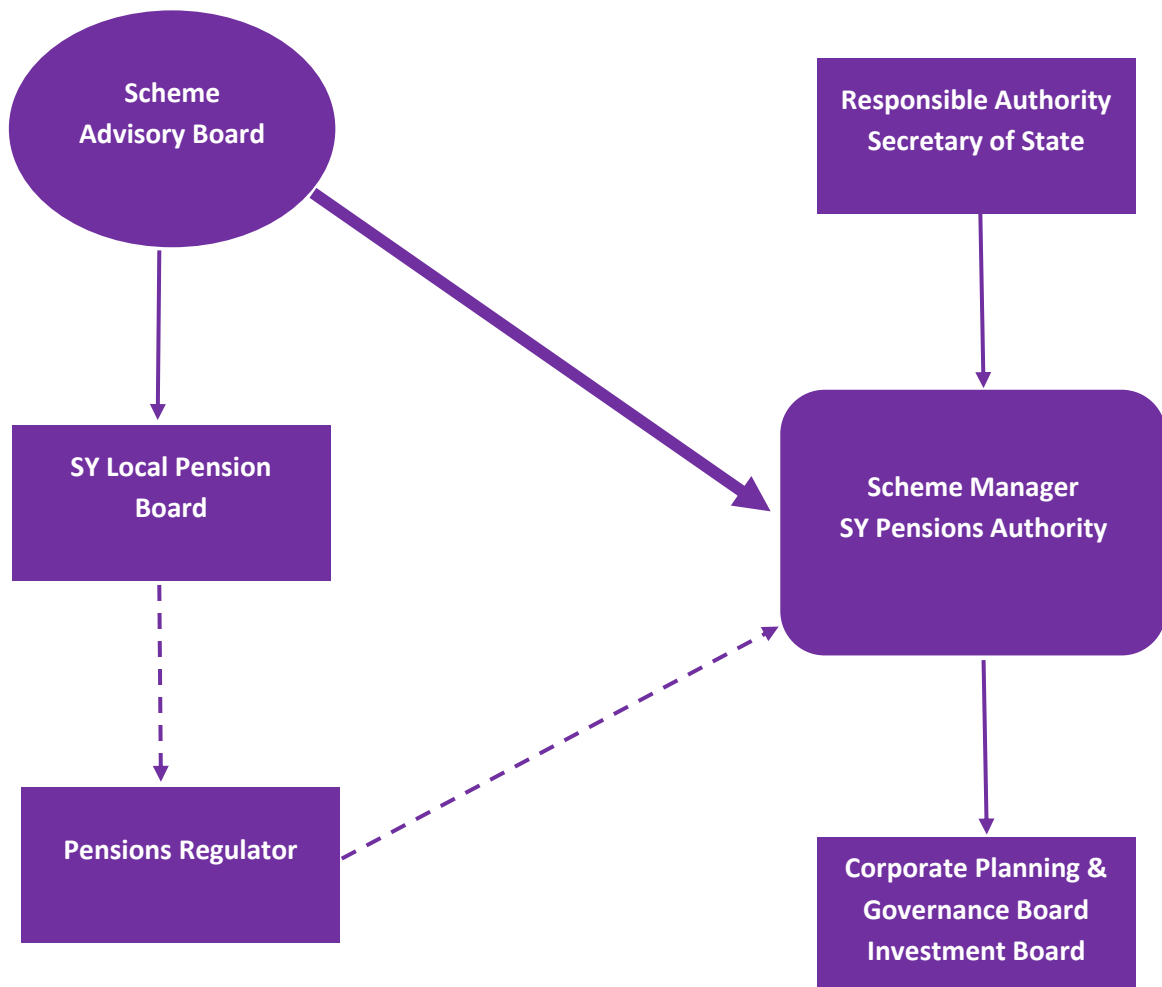 Scheme
Advisory Board
Responsible Authority
Secretary of State
SY Local Pension
Board
Scheme Manager
SY Pensions Authority
Pensions Regulator
Corporate Planning &
Governance Board
Investment Board